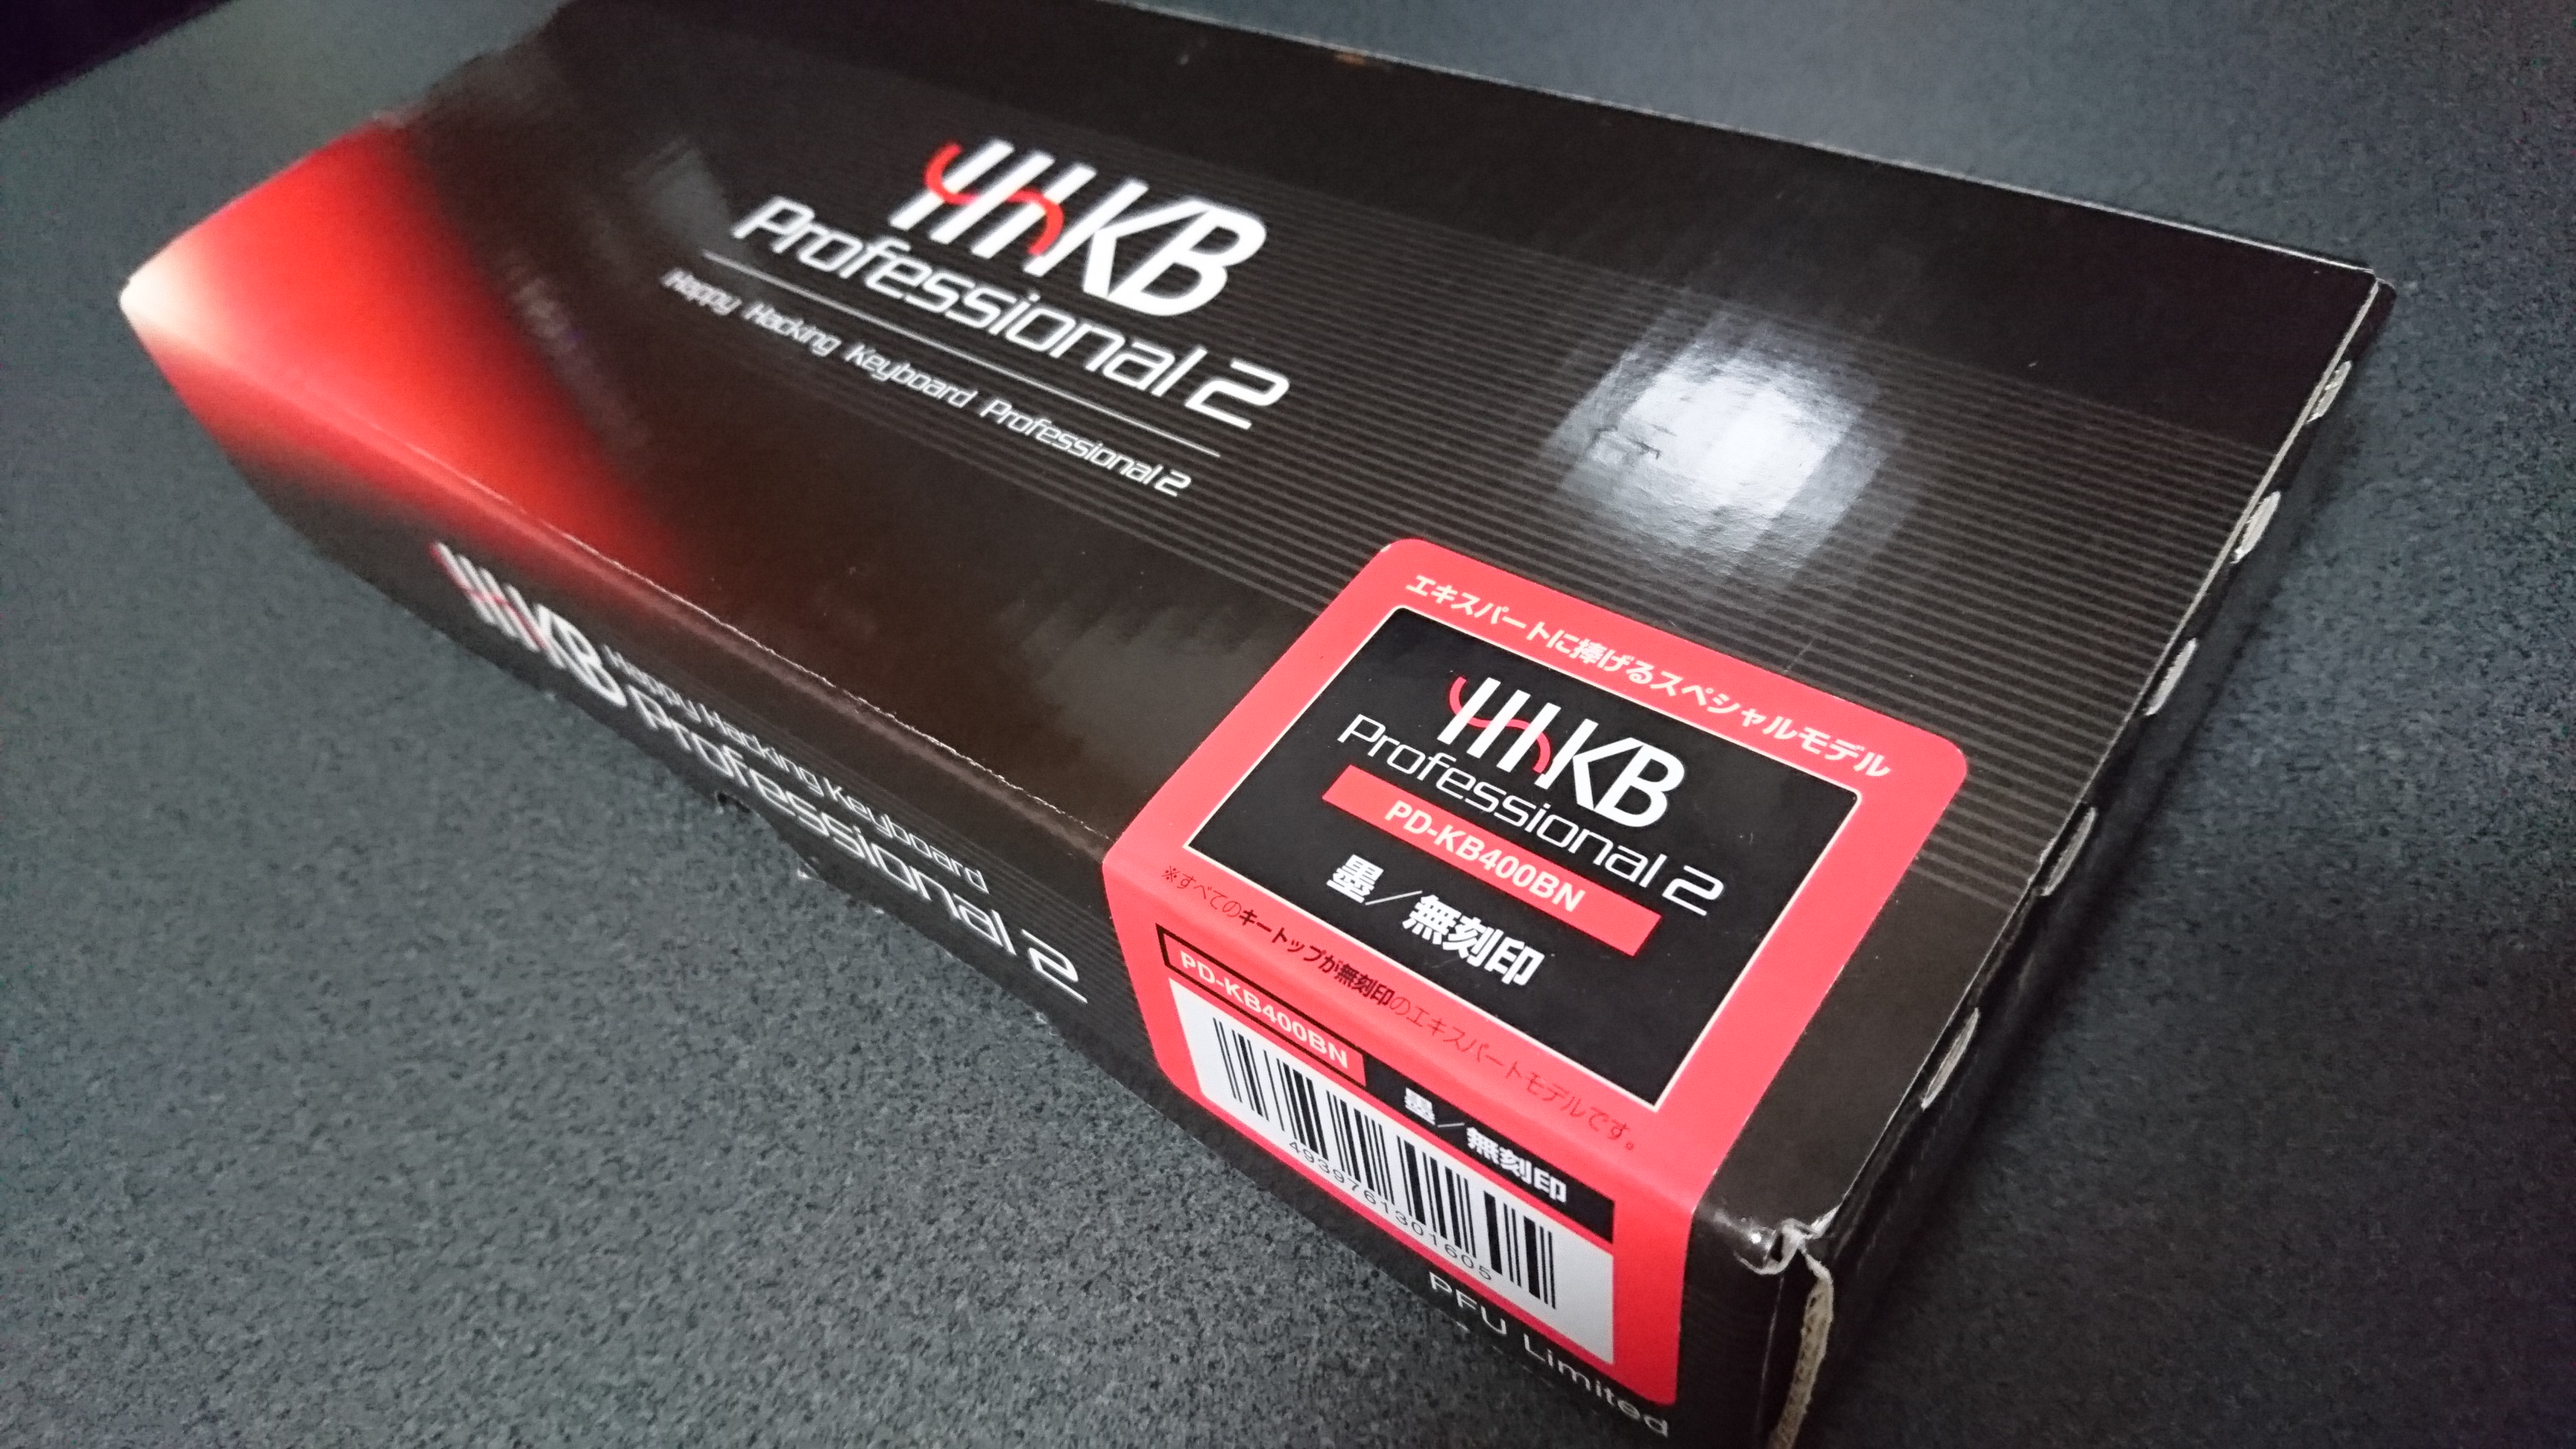 HHKB
Professional 2
Happy Hacking Keyboard Professional 2
HHKB
Happy Hacking Keyboard
Professional 2
エキスパートに捧げるスペシャルモデル
HHKB
Professional 2
PD-KB400BN
墨／無刻印
※すべてのキートップが無刻印のエキスパートモデルです。
PD-KB400BN
墨／無刻印
4939761301605
PFU Limited